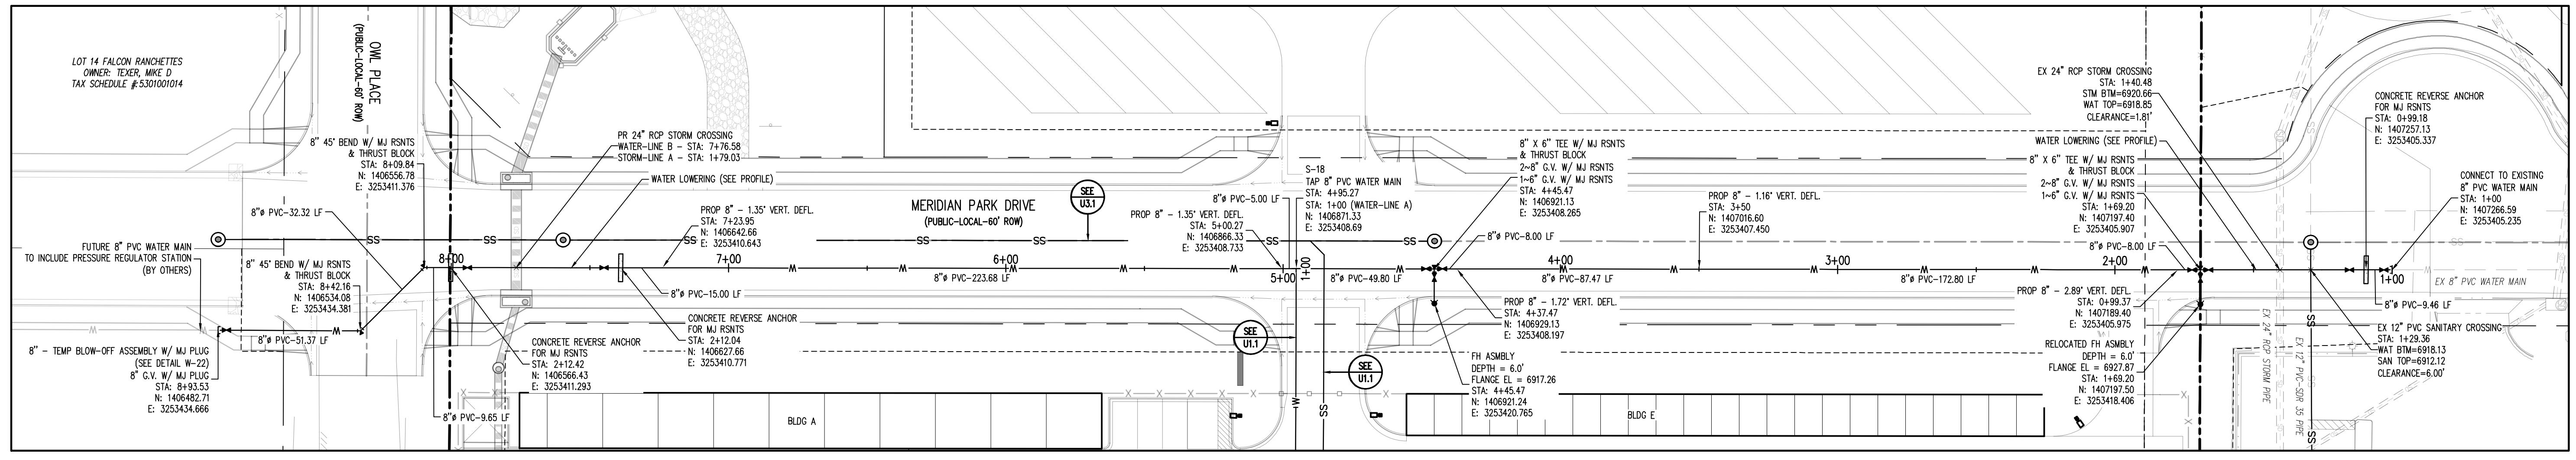 LOT 14 FALCON RANCHETTES
OWNER: TEXER, MIKE D
TAX SCHEDULE #:5301001014
OWL PLACE
(PUBLIC-LOCAL-60' ROW)
8" 45° BEND W/ MJ RSNTS
& THRUST BLOCK
STA: 8+09.84
N: 1406556.78
E: 3253411.376
8"ø PVC-32.32 LF
FUTURE 8" PVC WATER MAIN
TO INCLUDE PRESSURE REGULATOR STATION
(BY OTHERS)
8" 45° BEND W/ MJ RSNTS
& THRUST BLOCK
STA: 8+42.16
N: 1406534.08
E: 3253434.381
8"ø PVC-51.37 LF
8" - TEMP BLOW-OFF ASSEMBLY W/ MJ PLUG
(SEE DETAIL W-22)
8" G.V. W/ MJ PLUG
STA: 8+93.53
N: 1406482.71
E: 3253434.666
8"ø PVC-9.65 LF
PR 24" RCP STORM CROSSING
WATER-LINE B - STA: 7+76.58
STORM-LINE A - STA: 1+79.03
WATER LOWERING (SEE PROFILE)
PROP 8" - 1.35° VERT. DEFL.
STA: 7+23.95
N: 1406642.66
E: 3253410.643
8+00
7+00
8"ø PVC-15.00 LF
CONCRETE REVERSE ANCHOR
FOR MJ RSNTS
STA: 2+12.42
N: 1406566.43
E: 3253411.293
CONCRETE REVERSE ANCHOR
FOR MJ RSNTS
STA: 2+12.04
N: 1406627.66
E: 3253410.771
BLDG A
MERIDIAN PARK DRIVE
(PUBLIC-LOCAL-60' ROW)
SEE
U3.1
SS
SS
SS
SS
SS
SS
SS
8"ø PVC-223.68 LF
6+00
PROP 8" - 1.35° VERT. DEFL.
STA: 5+00.27
N: 1406866.33
E: 3253408.733
8"ø PVC-5.00 LF
S-18
TAP 8" PVC WATER MAIN
STA: 4+95.27
STA: 1+00 (WATER-LINE A)
N: 1406871.33
E: 3253408.69
5+00
1+00
8"ø PVC-49.80 LF
SEE
U1.1
SEE
U1.1
W
SS
8" X 6" TEE W/ MJ RSNTS
& THRUST BLOCK
2~8" G.V. W/ MJ RSNTS
1~6" G.V. W/ MJ RSNTS
STA: 4+45.47
N: 1406921.13
E: 3253408.265
8"ø PVC-8.00 LF
4+00
8"ø PVC-87.47 LF
PROP 8" - 1.72° VERT. DEFL.
STA: 4+37.47
N: 1406929.13
E: 3253408.197
FH ASMBLY
DEPTH = 6.0'
FLANGE EL = 6917.26
STA: 4+45.47
N: 1406921.24
E: 3253420.765
BLDG E
PROP 8" - 1.16° VERT. DEFL.
STA: 3+50
N: 1407016.60
E: 3253407.450
3+00
8"ø PVC-172.80 LF
2+00
EX 24" RCP STORM CROSSING
STA: 1+40.48
STM BTM=6920.66
WAT TOP=6918.85
CLEARANCE=1.81'
WATER LOWERING (SEE PROFILE)
8" X 6" TEE W/ MJ RSNTS
& THRUST BLOCK
2~8" G.V. W/ MJ RSNTS
1~6" G.V. W/ MJ RSNTS
STA: 1+69.20
N: 1407197.40
E: 3253405.907
8"ø PVC-8.00 LF
PROP 8" - 2.89° VERT. DEFL.
STA: 0+99.37
N: 1407189.40
E: 3253405.975
RELOCATED FH ASMBLY
DEPTH = 6.0'
FLANGE EL = 6927.87
STA: 1+69.20
N: 1407197.50
E: 3253418.406
EX 24" RCP STORM PIPE
EX 12" PVC-SDR 35 PIPE
SS
SS
CONCRETE REVERSE ANCHOR
FOR MJ RSNTS
STA: 0+99.18
N: 1407257.13
E: 3253405.337
CONNECT TO EXISTING
8" PVC WATER MAIN
STA: 1+00
N: 1407266.59
E: 3253405.235
1+00
EX 8" PVC WATER MAIN
8"ø PVC-9.46 LF
EX 12" PVC SANITARY CROSSING
STA: 1+29.36
WAT BTM=6918.13
SAN TOP=6912.12
CLEARANCE=6.00'